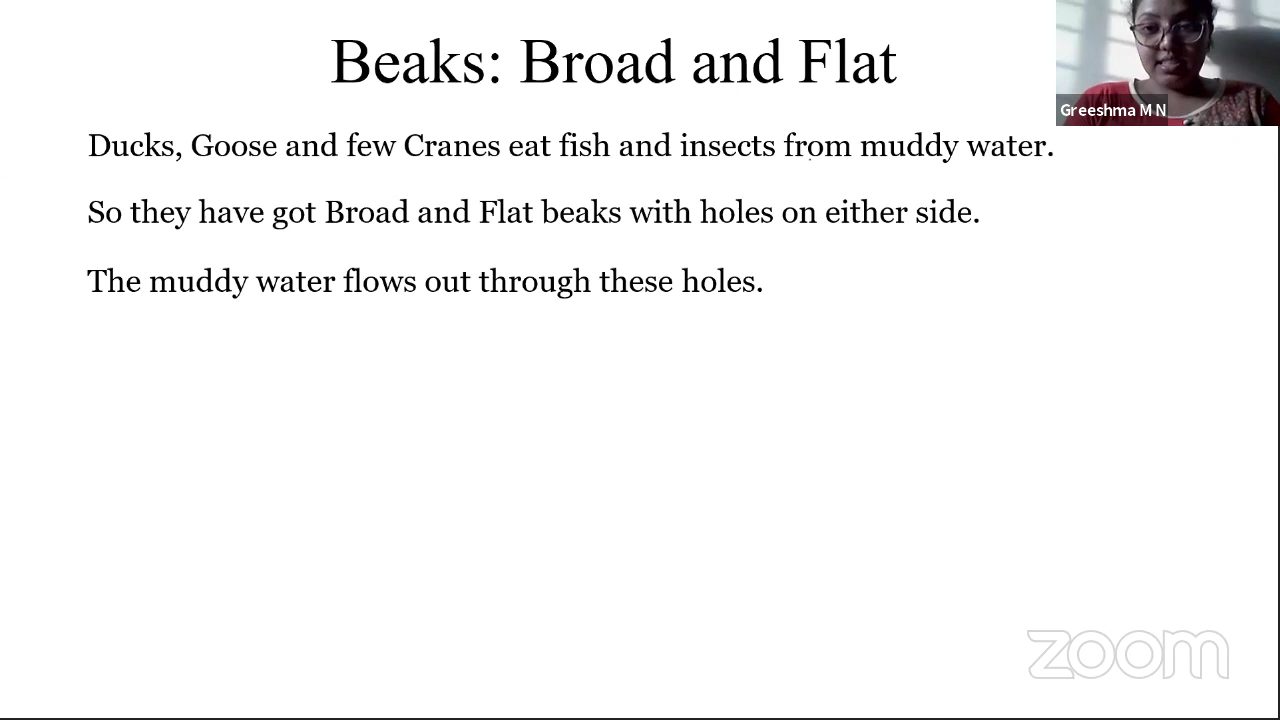 Beaks: Broad and Flat
Greeshma M N
Ducks, Goose and few Cranes eat fish and insects from muddy water.
So they have got Broad and Flat beaks with holes on either side.
The muddy water flows out through these holes.
zoom